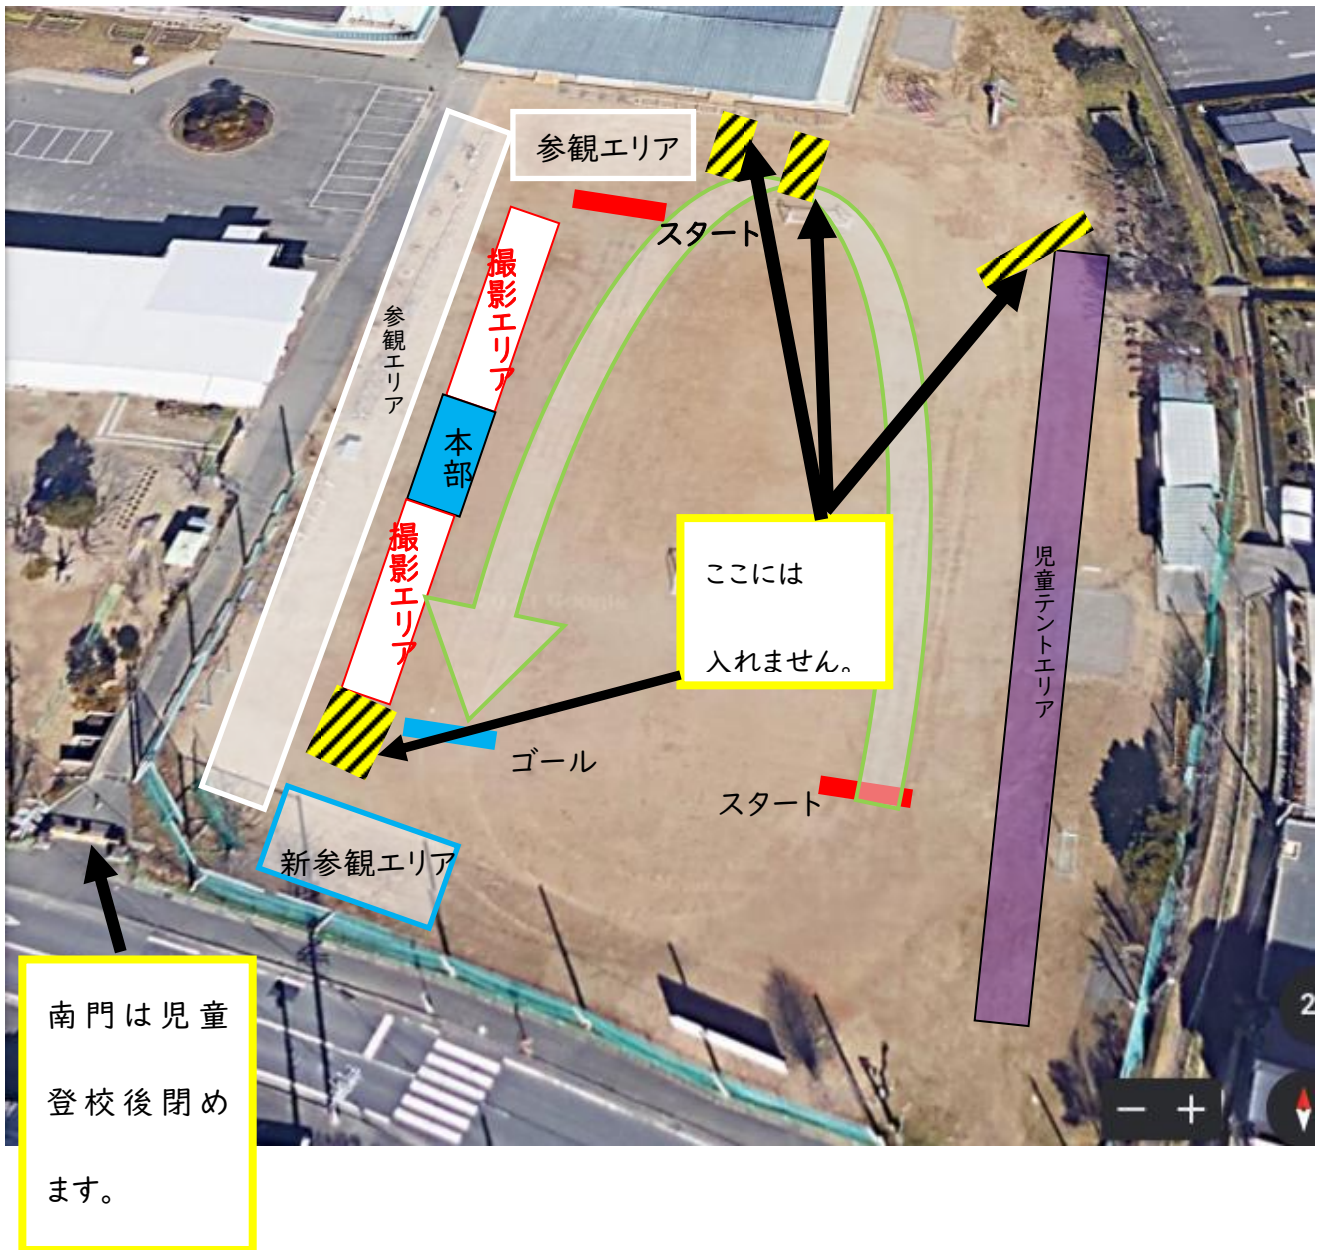 参観エリア
スタート
撮影エリア
参観エリア
本部
撮影エリア
ここには
入れません。
児童テントエリア
ゴール
スタート
新参観エリア
南門は児童
登校後閉め
ます。
2